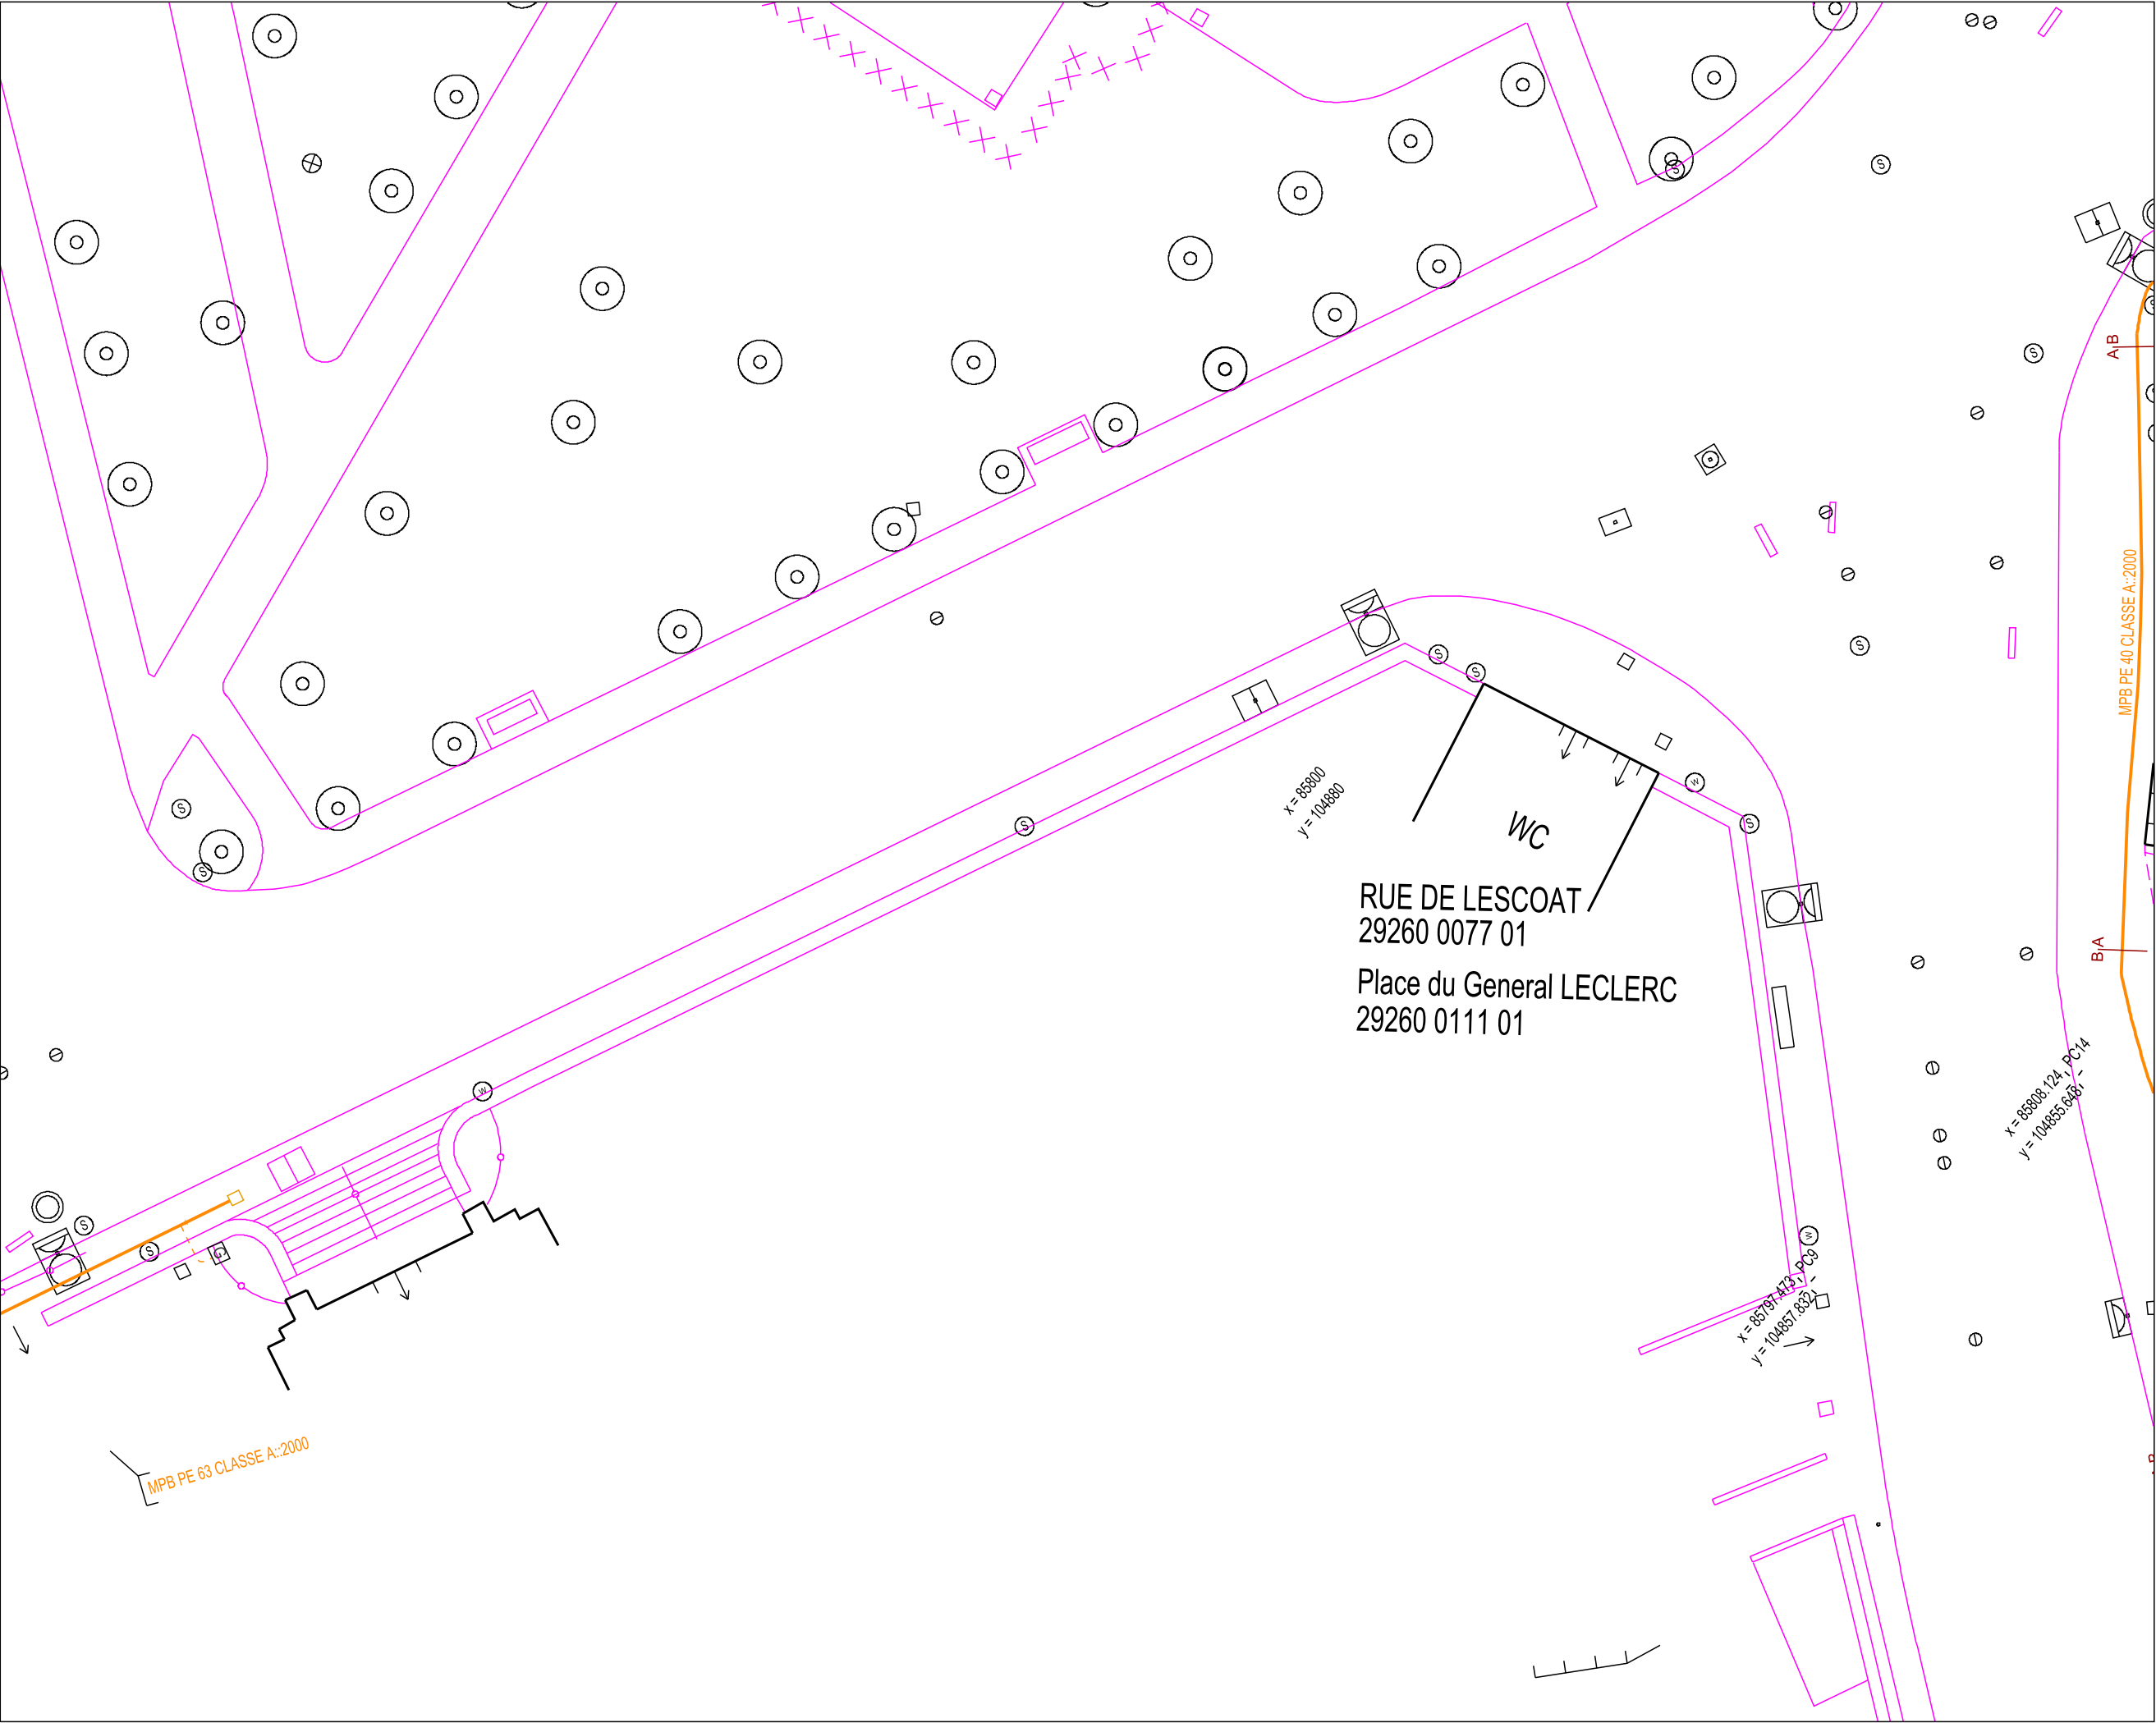 A B
MPB PE 40 CLASSE A::2000
x = 85800
y = 104880
WC
RUE DE LESCOAT
29260 0077 01
Place du General LECLERC
29260 0111 01
B A
x = 85808.124, PC14
y = 104855.648,
x = 85797.473, PC9
y = 104857.832,
S
S
S
S
S
S
S
W
S
S
S
S
W
S
S
G
W
MPB PE 63 CLASSE A::2000